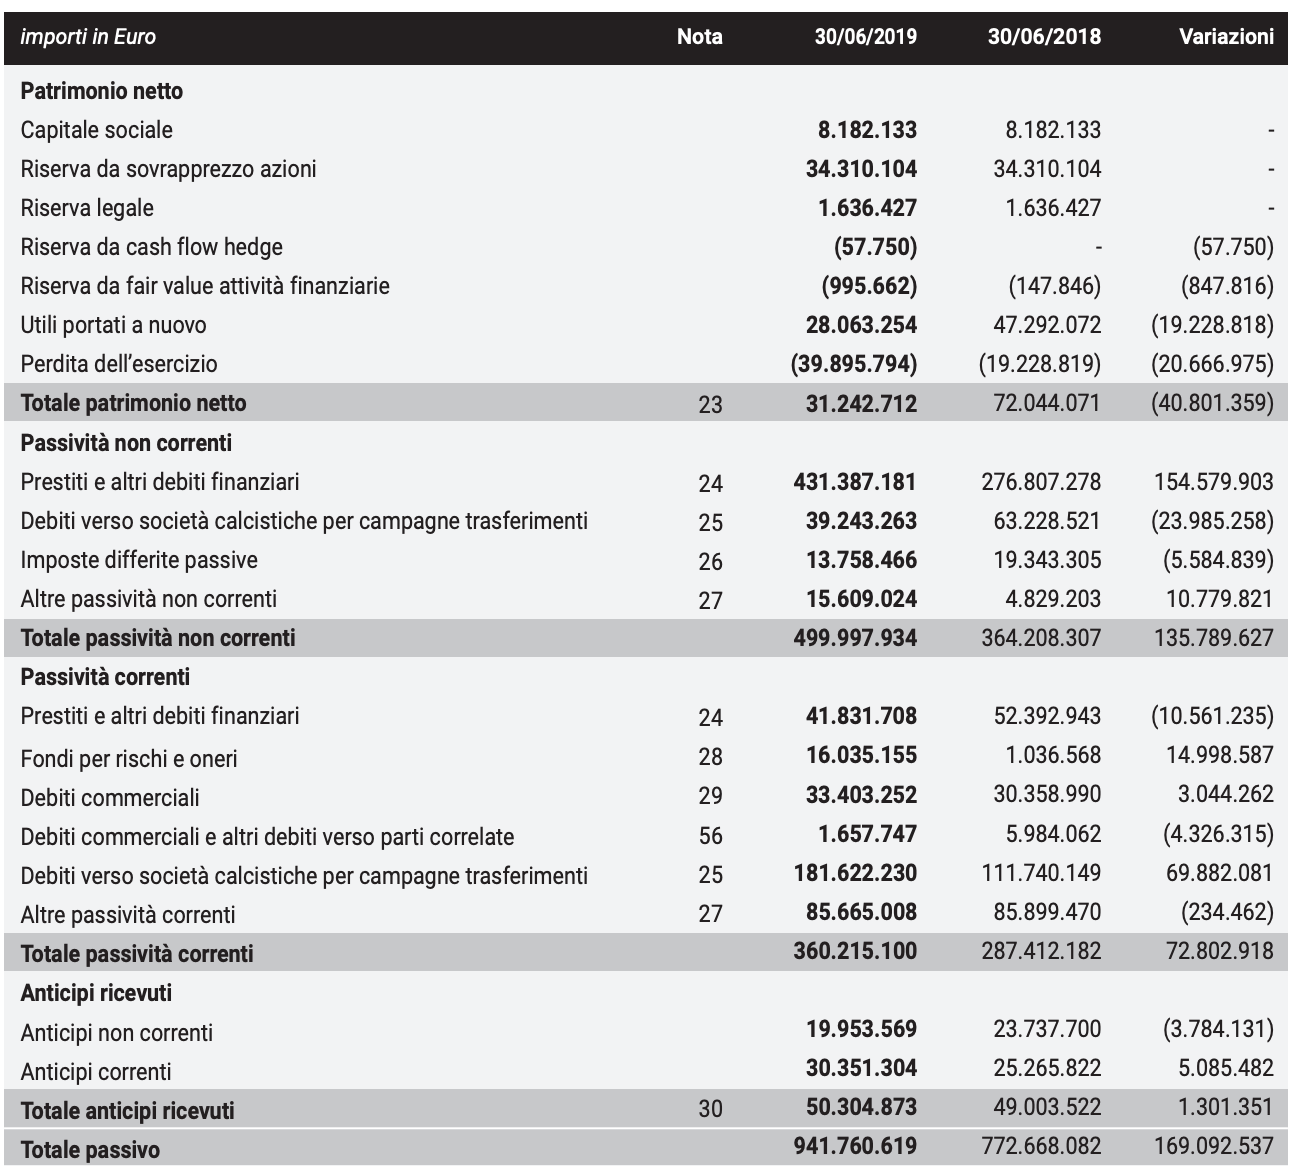 importi in Euro Nota 30/06/2019 30/06/2018 Variazioni
Patrimonio netto
Capitale sociale 8.182.133 8.182.133 -
Riserva da sovrapprezzo azioni 34.310.104 34.310.104 -
Riserva legale 1.636.427 1.636.427 -
Riserva da cash flow hedge (57.750) - (57.750)
Riserva da fair value attività finanziarie (995.662) (147.846) (847.816)
Utili portati a nuovo 28.063.254 47.292.072 (19.228.818)
Perdita dell’esercizio (39.895.794) (19.228.819) (20.666.975)
Totale patrimonio netto 23 31.242.712 72.044.071 (40.801.359)
Passività non correnti
Prestiti e altri debiti finanziari 24 431.387.181 276.807.278 154.579.903
Debiti verso società calcistiche per campagne trasferimenti 25 39.243.263 63.228.521 (23.985.258)
Imposte differite passive 26 13.758.466 19.343.305 (5.584.839)
Altre passività non correnti 27 15.609.024 4.829.203 10.779.821
Totale passività non correnti 499.997.934 364.208.307 135.789.627
Passività correnti
Prestiti e altri debiti finanziari 24 41.831.708 52.392.943 (10.561.235)
Fondi per rischi e oneri 28 16.035.155 1.036.568 14.998.587
Debiti commerciali 29 33.403.252 30.358.990 3.044.262
Debiti commerciali e altri debiti verso parti correlate 56 1.657.747 5.984.062 (4.326.315)
Debiti verso società calcistiche per campagne trasferimenti 25 181.622.230 111.740.149 69.882.081
Altre passività correnti 27 85.665.008 85.899.470 (234.462)
Totale passività correnti 360.215.100 287.412.182 72.802.918
Anticipi ricevuti
Anticipi non correnti 19.953.569 23.737.700 (3.784.131)
Anticipi correnti 30.351.304 25.265.822 5.085.482
Totale anticipi ricevuti 30 50.304.873 49.003.522 1.301.351
Totale passivo 941.760.619 772.668.082 169.092.537